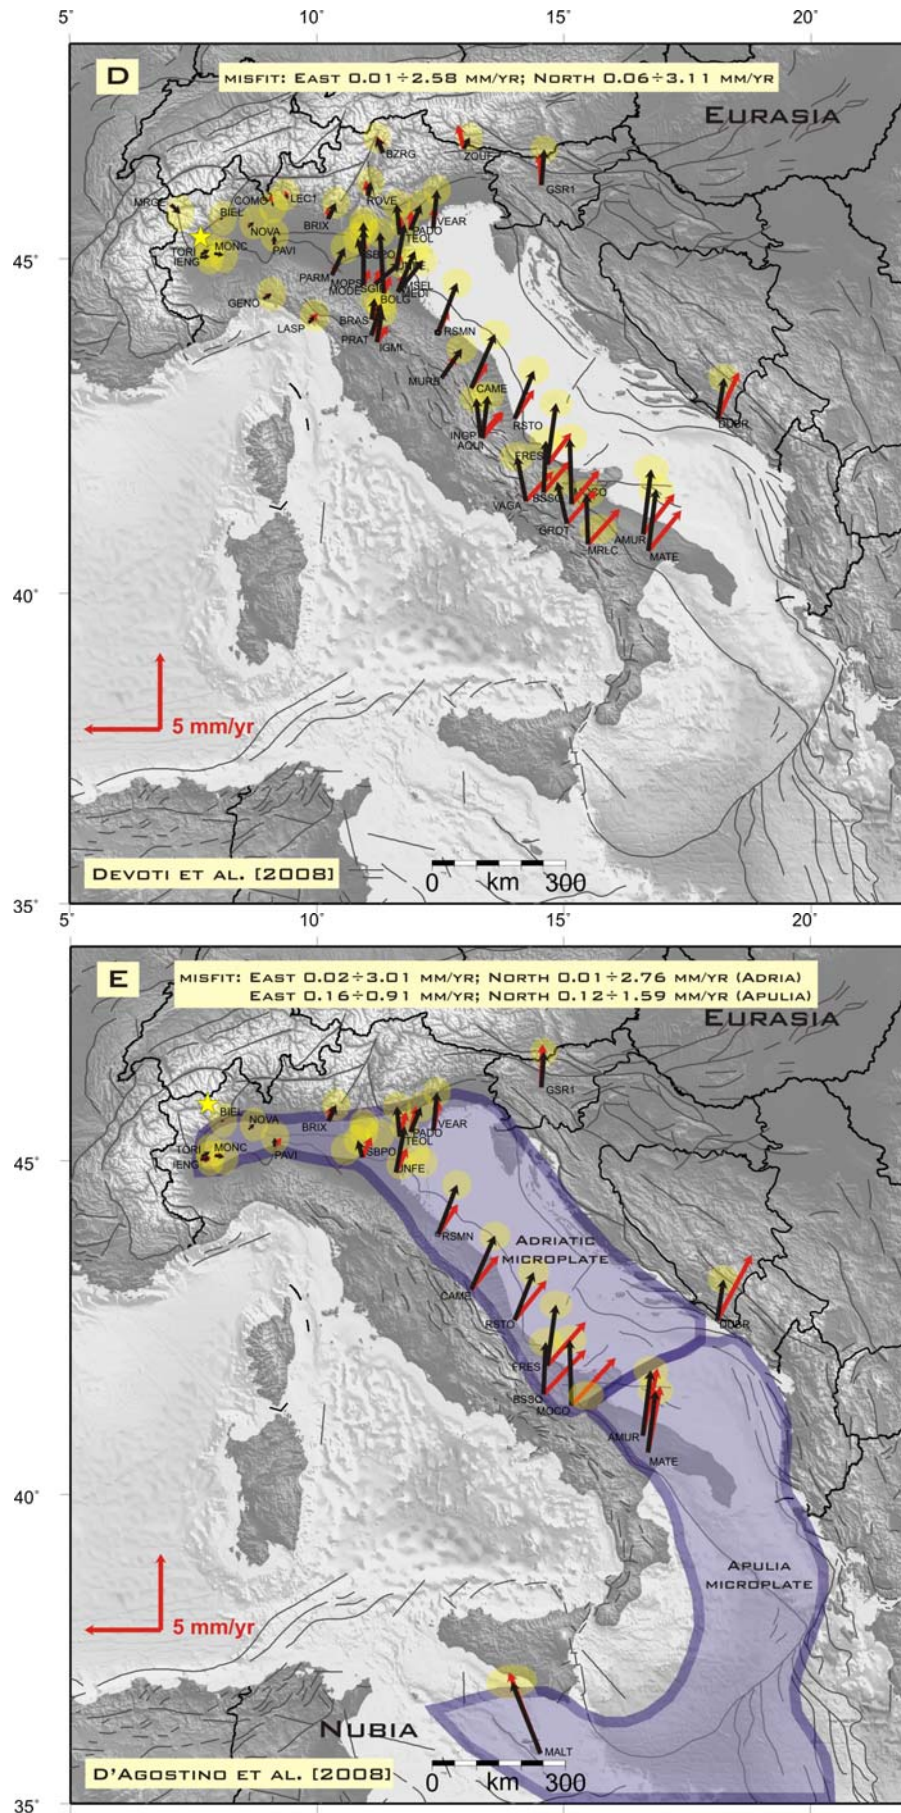 5° 10° 15° 20°
D
MISFIT: EAST 0.01÷2.58 MM/YR; NORTH 0.06÷3.11 MM/YR
EURASIA
BZRG
ZOUF
GSR1
MRGE
COMO
LEC1
ROVE
BIEL
BRIX
VEAR
NOVA
PADO
TEOL
45°
TORI
MONC
PAVI
SBPO
IENG
PARM
MOPS
MODE
MSEL
MEDI
BOLG
GENO
LASP
BRAS
RSMN
PRAT
IGMI
MURB
CAME
RSTO
DUBR
INGP
AQUI
FRES
BSSO
MOCO
VAGA
GROT
AMUR
MRLC
MATE
40°
5 mm/yr
DEVOTI ET AL. [2008]
0 km 300
35°
5° 10° 15° 20°
E
MISFIT: EAST 0.02÷3.01 MM/YR; NORTH 0.01÷2.76 MM/YR (ADRIA)
EAST 0.16÷0.91 MM/YR; NORTH 0.12÷1.59 MM/YR (APULIA)
EURASIA
GSR1
BIEL
NOVA
BRIX
VEAR
PADO
TEOL
45°
TORI
MONC
PAVI
SBPO
IENG
UNFE
RSMN
ADRIATIC
MICROPLATE
CAME
RSTO
DUBR
FRES
BSSO
MOCO
AMUR
MATE
40°
APULIA
MICROPLATE
5 mm/yr
NUBIA
MALT
D'AGOSTINO ET AL. [2008]
0 km 300
35°